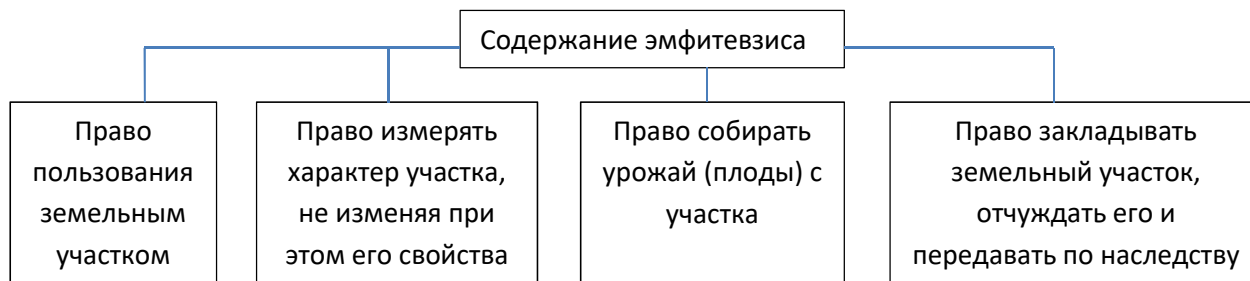 Содержание эмфитевзиса
Право
пользования
земельным
участком
Право измерять
характер участка,
не изменяя при
этом его свойства
Право собирать
урожай (плоды) с
участка
Право закладывать
земельный участок,
отчуждать его и
передавать по наследству